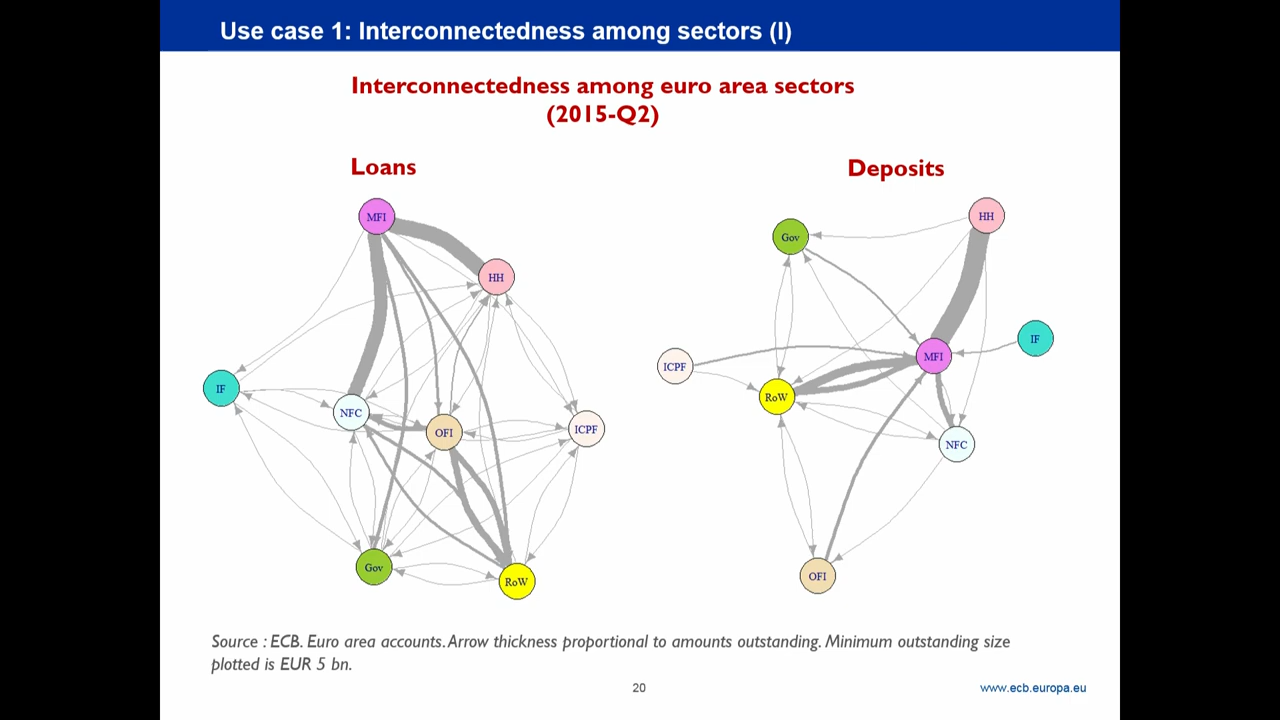 Use case 1: Interconnectedness among sectors (I)
Interconnectedness among euro area sectors
(2015-Q2)
Loans
Deposits
MFI
HH
IF
NFC
OFI
ICPF
Gov
RoW
HH
Gov
IF
MFI
ICPF
RoW
NFC
OFI
Source : ECB. Euro area accounts. Arrow thickness proportional to amounts outstanding. Minimum outstanding size
plotted is EUR 5 bn.
20
www.ecb.europa.eu